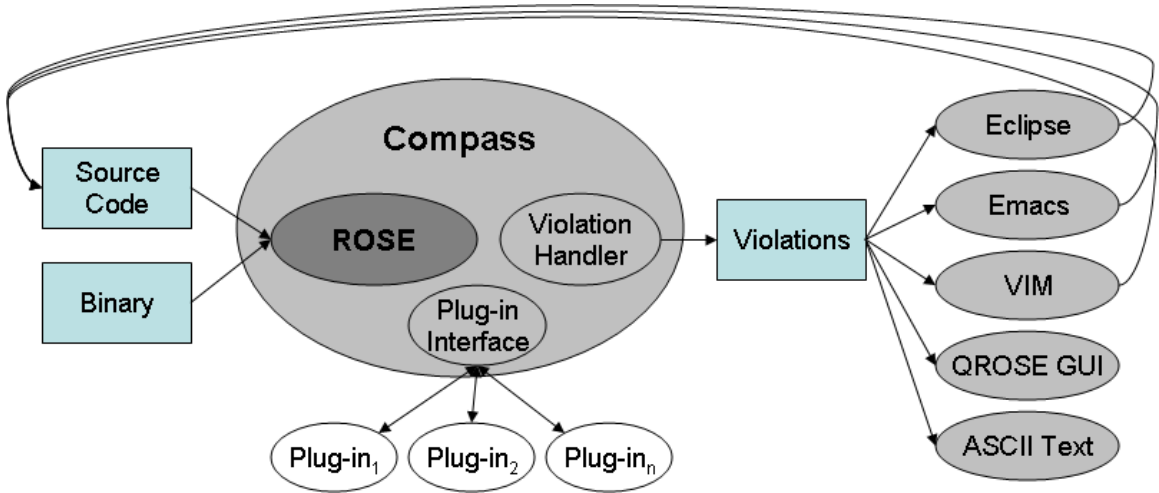 Compass
Source
Code
Binary
ROSE
Violation
Handler
Plug-in
Interface
Violations
Eclipse
Emacs
VIM
QROSE GUI
ASCII Text
Plug-in₁
Plug-in₂
Plug-inₙ